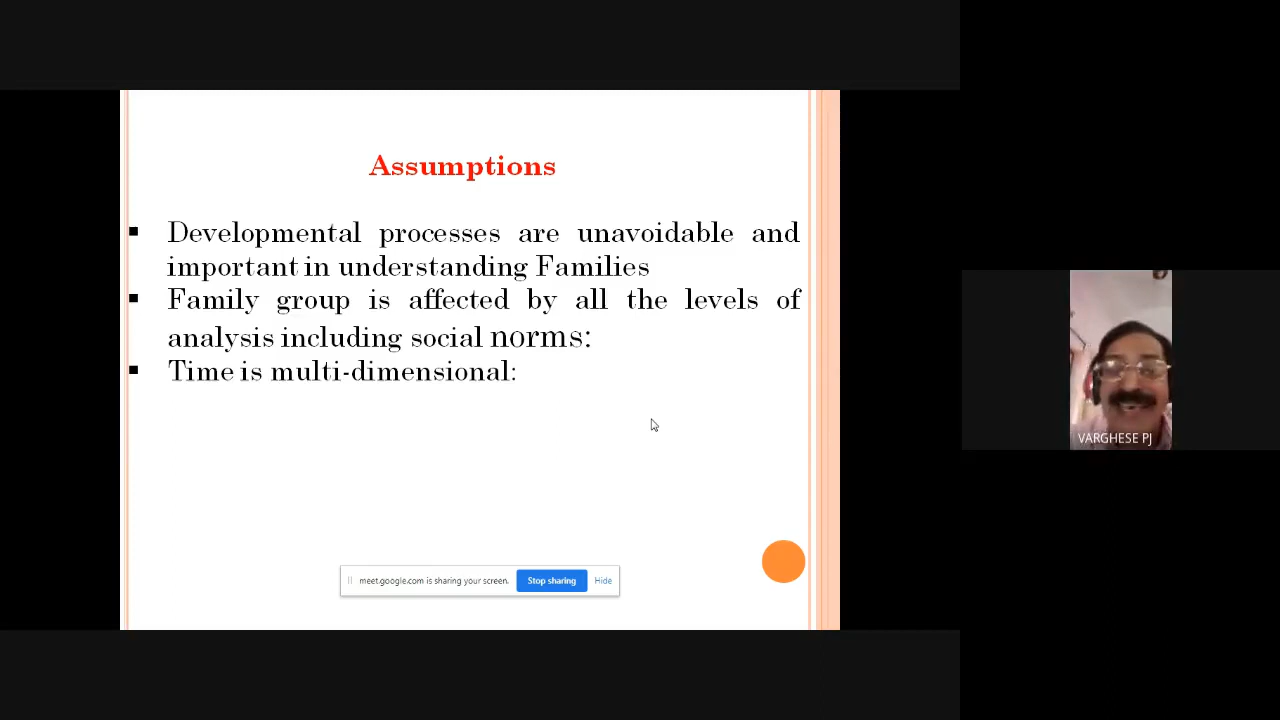 Assumptions
▪ Developmental processes are unavoidable and
important in understanding Families
▪ Family group is affected by all the levels of
analysis including social norms:
▪ Time is multi-dimensional:
VARGHESE PJ
meet.google.com is sharing your screen. Stop sharing Hide